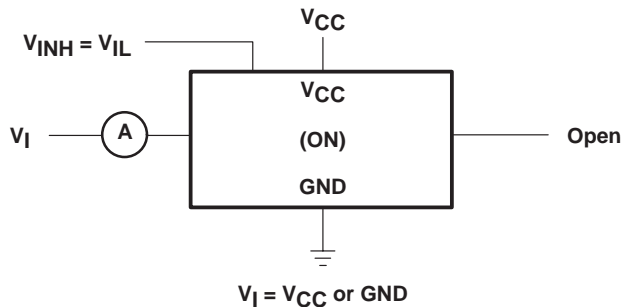 VCC
VINH = VIL
VCC
VI
A
(ON)
Open
GND
VI = VCC or GND